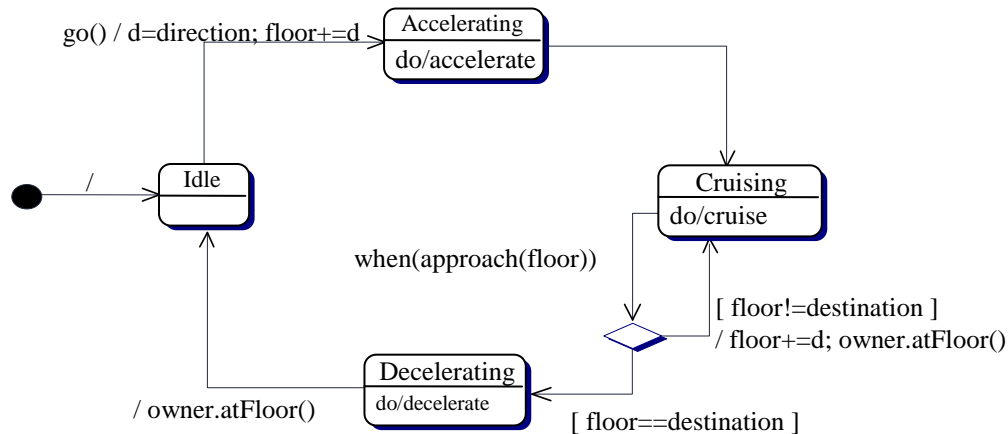 Accelerating
go() / d=direction; floor+=d
do/accelerate
Idle
/
Cruising
do/cruise
when(approach(floor))
[ floor!=destination ]
/ floor+=d; owner.atFloor()
Decelerating
do/decelerate
/ owner.atFloor()
[ floor==destination ]